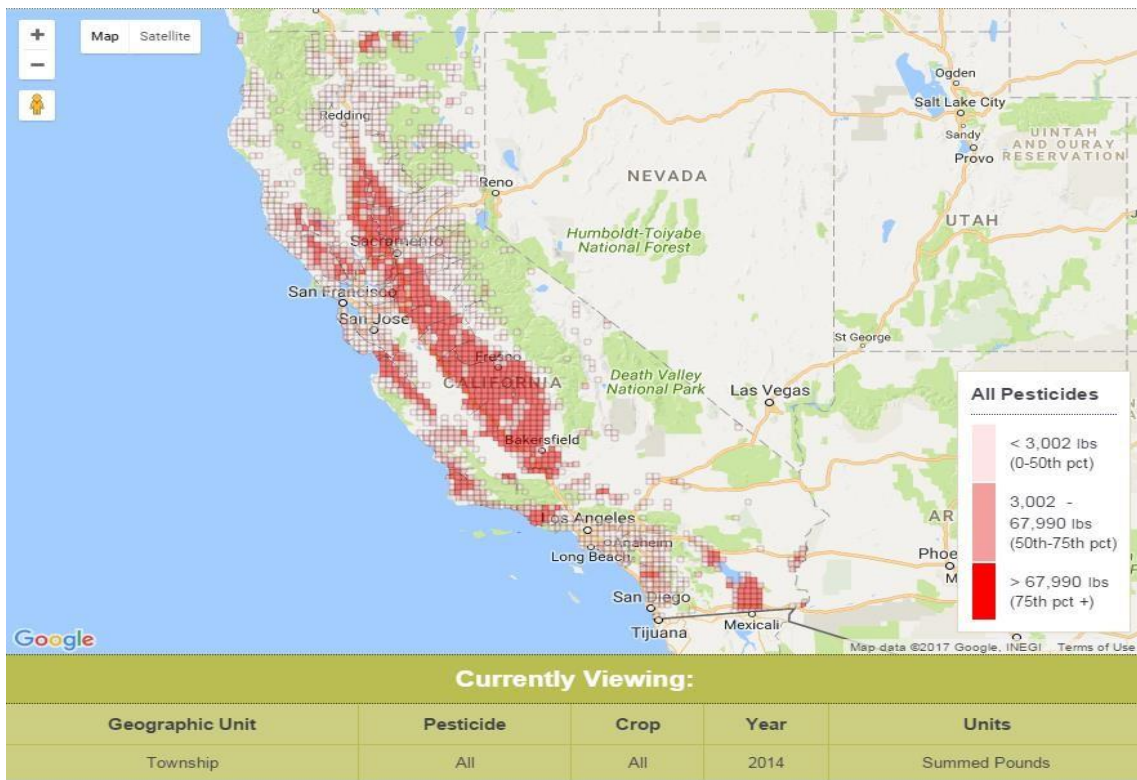 +
Map Satellite
−
Redding
Reno
Sacramento
San Francisco
San Jose
Fresno
CALIFORNIA
Bakersfield
Los Angeles
Anaheim
Long Beach
San Diego
Tijuana
Mexicali
NEVADA
Humboldt-Toiyabe
National Forest
Death Valley
National Park
Las Vegas
St George
Ogden
Salt Lake City
Sandy
Provo
UINTAH
AND OURAY
RESERVATION
UTAH
AR
Phoe
M
All Pesticides
< 3,002 lbs
(0-50th pct)
3,002 -
67,990 lbs
(50th-75th pct)
> 67,990 lbs
(75th pct +)
Google
Map data ©2017 Google, INEGI Terms of Use
Currently Viewing:
Geographic Unit Pesticide Crop Year Units
Township All All 2014 Summed Pounds